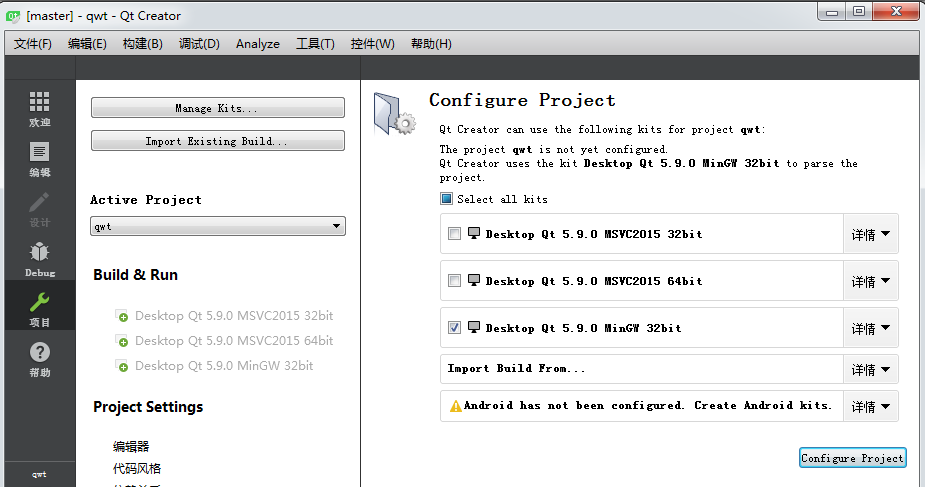 [master] - qwt - Qt Creator
文件(F) 编辑(E) 构建(B) 调试(D) Analyze 工具(T) 控件(W) 帮助(H)
欢迎
编辑
设计
Debug
项目
帮助
qwt
Manage Kits...
Import Existing Build...
Active Project
qwt
Build & Run
Desktop Qt 5.9.0 MSVC2015 32bit
Desktop Qt 5.9.0 MSVC2015 64bit
Desktop Qt 5.9.0 MinGW 32bit
Project Settings
编辑器
代码风格
Configure Project
Qt Creator can use the following kits for project qwt:
The project qwt is not yet configured.
Qt Creator uses the kit Desktop Qt 5.9.0 MinGW 32bit to parse the
project.
Select all kits
Desktop Qt 5.9.0 MSVC2015 32bit 详情
Desktop Qt 5.9.0 MSVC2015 64bit 详情
Desktop Qt 5.9.0 MinGW 32bit 详情
Import Build From... 详情
Android has not been configured. Create Android kits. 详情
Configure Project